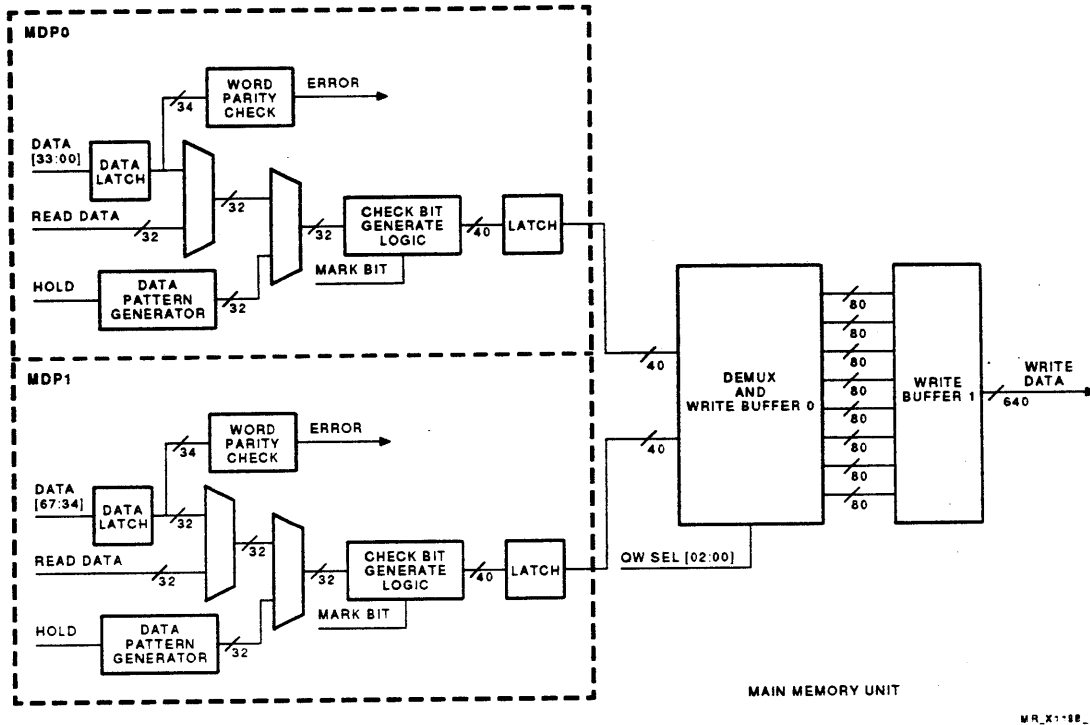 MDP0
WORD
PARITY
CHECK
ERROR
34
DATA
[33:00]
DATA
LATCH
32
READ DATA
32
32
CHECK BIT
GENERATE
LOGIC
40
LATCH
MARK BIT
HOLD
DATA
PATTERN
GENERATOR
32
MDP1
WORD
PARITY
CHECK
ERROR
34
DATA
[67:34]
DATA
LATCH
32
32
READ DATA
32
32
CHECK BIT
GENERATE
LOGIC
40
LATCH
MARK BIT
HOLD
DATA
PATTERN
GENERATOR
32
40
40
DEMUX
AND
WRITE BUFFER 0
QW SEL [02:00]
80
80
80
80
80
80
80
80
WRITE
BUFFER 1
WRITE
DATA
640
MAIN MEMORY UNIT